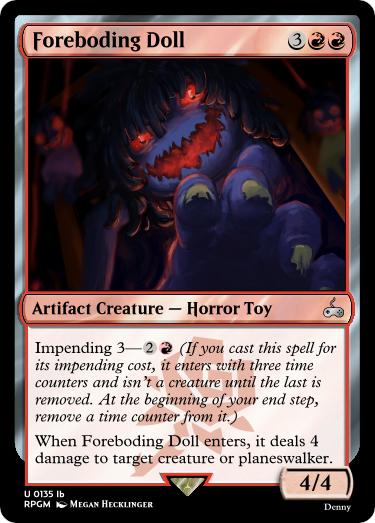 Foreboding Doll 3
Artifact Creature — Horror Toy
Impending 3—2 (If you cast this spell for
its impending cost, it enters with three time
counters and isn't a creature until the last is
removed. At the beginning of your end step,
remove a time counter from it.)
When Foreboding Doll enters, it deals 4
damage to target creature or planeswalker.
4/4
U 0135 lb
RPGM Megan Hecklinger
Denny